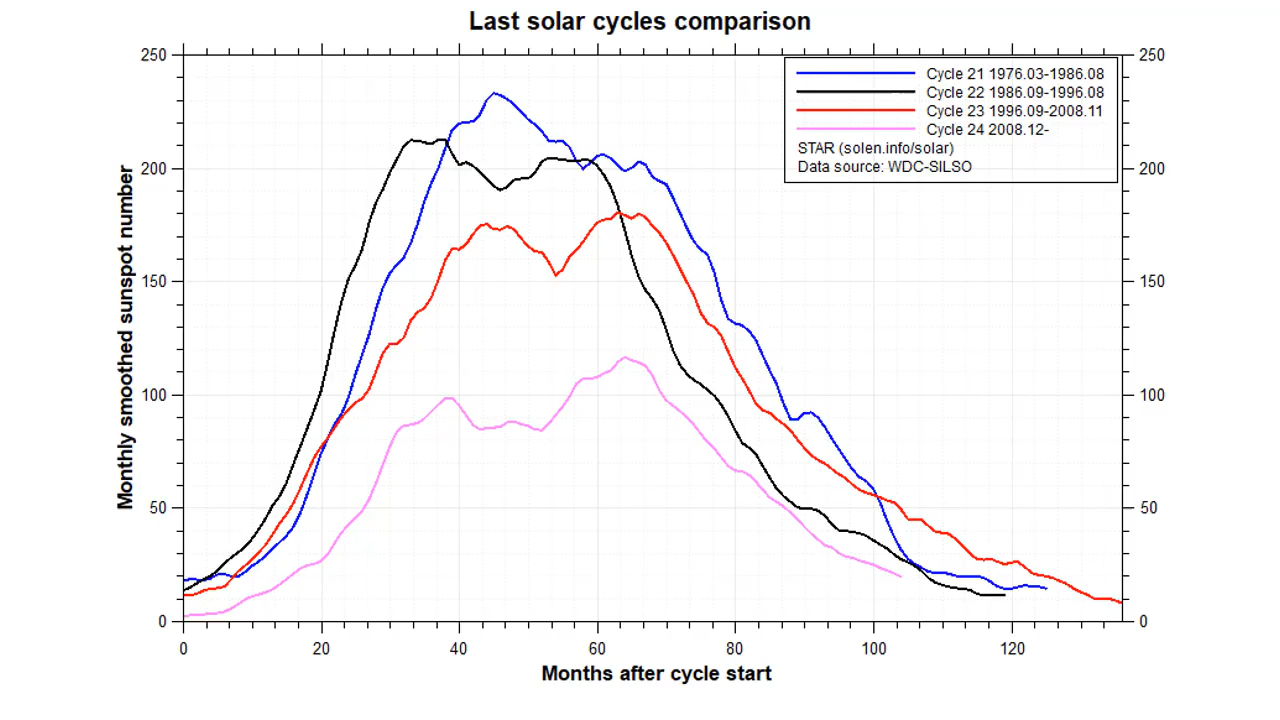 Last solar cycles comparison
250
250
Cycle 21 1976.03-1986.08
Cycle 22 1986.09-1996.08
Cycle 23 1996.09-2008.11
Cycle 24 2008.12-
STAR (solen.info/solar)
Data source: WDC-SILSO
200
200
150
150
100
100
50
50
0
0
Monthly smoothed sunspot number
0 20 40 60 80 100 120
Months after cycle start